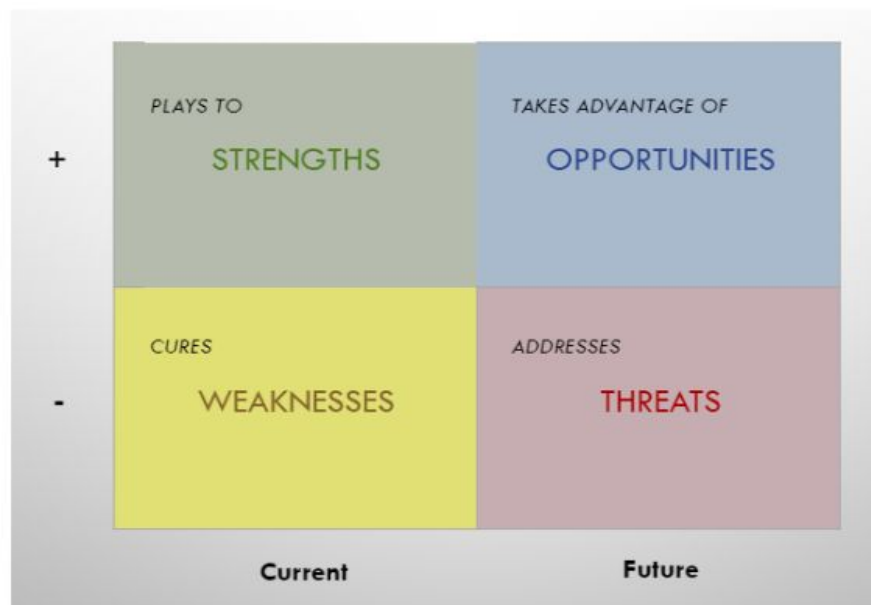 PLAYS TO
STRENGTHS
TAKES ADVANTAGE OF
OPPORTUNITIES
+
CURES
WEAKNESSES
ADDRESSES
THREATS
-
Current
Future